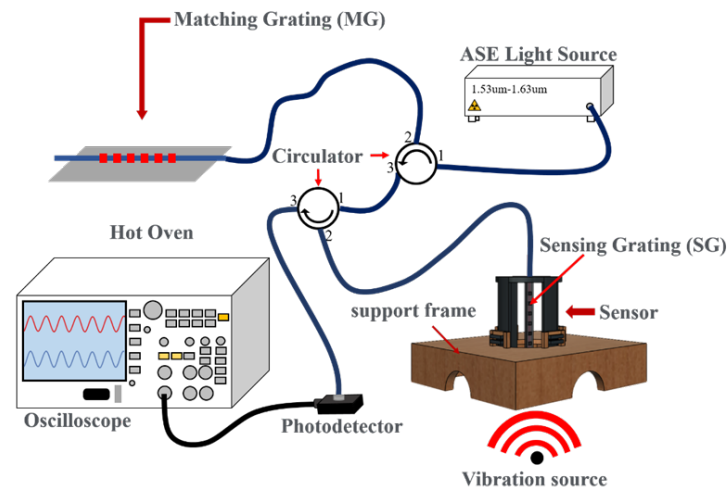 Matching Grating (MG)
ASE Light Source
1.53um-1.63um
2
Circulator
1
3
3
1
2
Hot Oven
Sensing Grating (SG)
support frame
Sensor
Oscilloscope
Photodetector
Vibration source